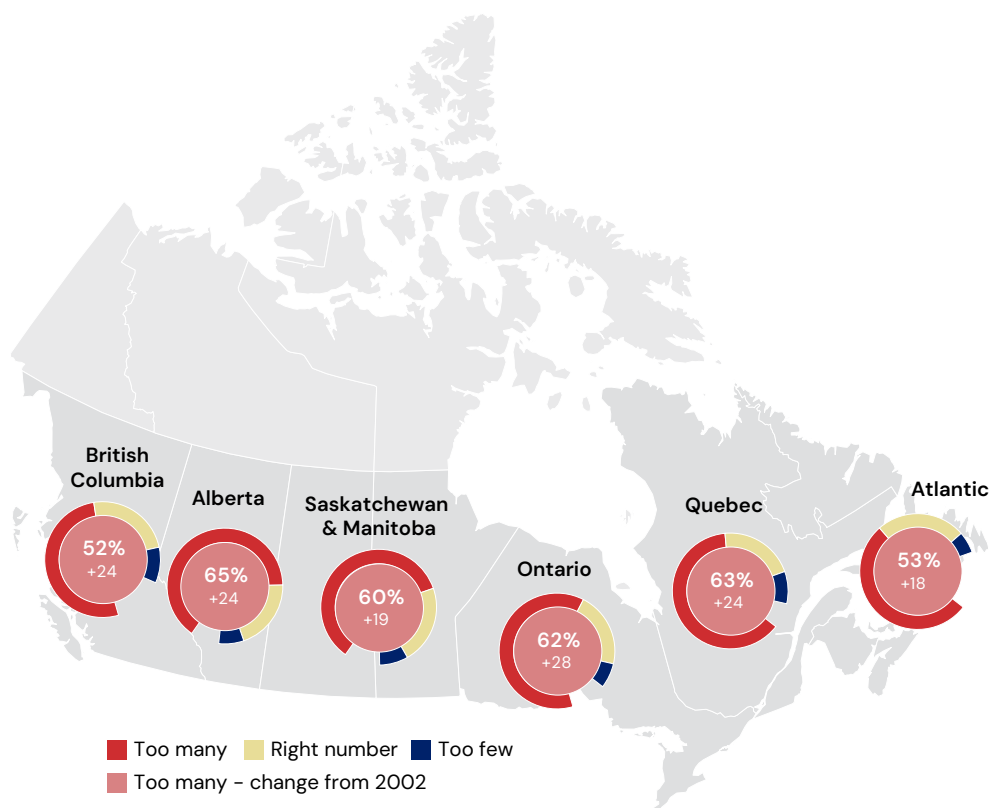 British
Columbia
52%
+24
Alberta
65%
+24
Saskatchewan
& Manitoba
60%
+19
Ontario
62%
+28
Quebec
63%
+24
Atlantic
53%
+18
Too many
Right number
Too few
Too many - change from 2002